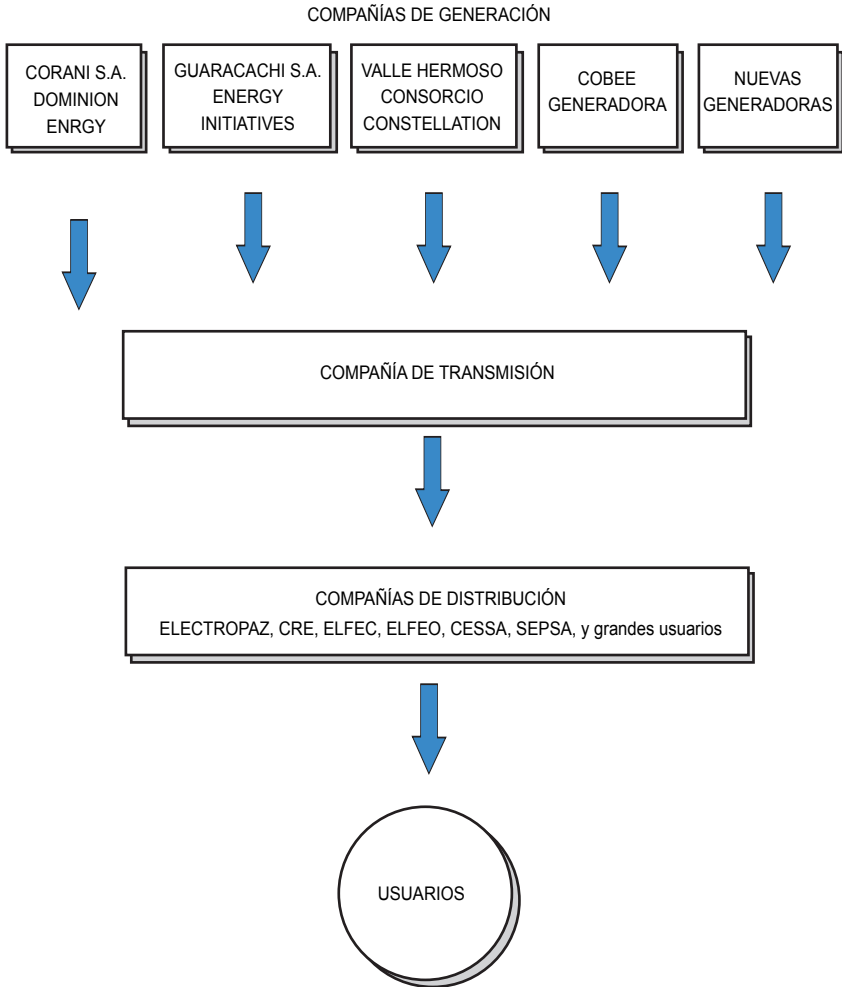 COMPAÑÍAS DE GENERACIÓN
CORANI S.A.
DOMINION
ENRGY
GUARACACHI S.A.
ENERGY
INITIATIVES
VALLE HERMOSO
CONSORCIO
CONSTELLATION
COBEE
GENERADORA
NUEVAS
GENERADORAS
COMPAÑÍA DE TRANSMISIÓN
COMPAÑÍAS DE DISTRIBUCIÓN
ELECTROPAZ, CRE, ELFEC, ELFEO, CESSA, SEPSA, y grandes usuarios
USUARIOS